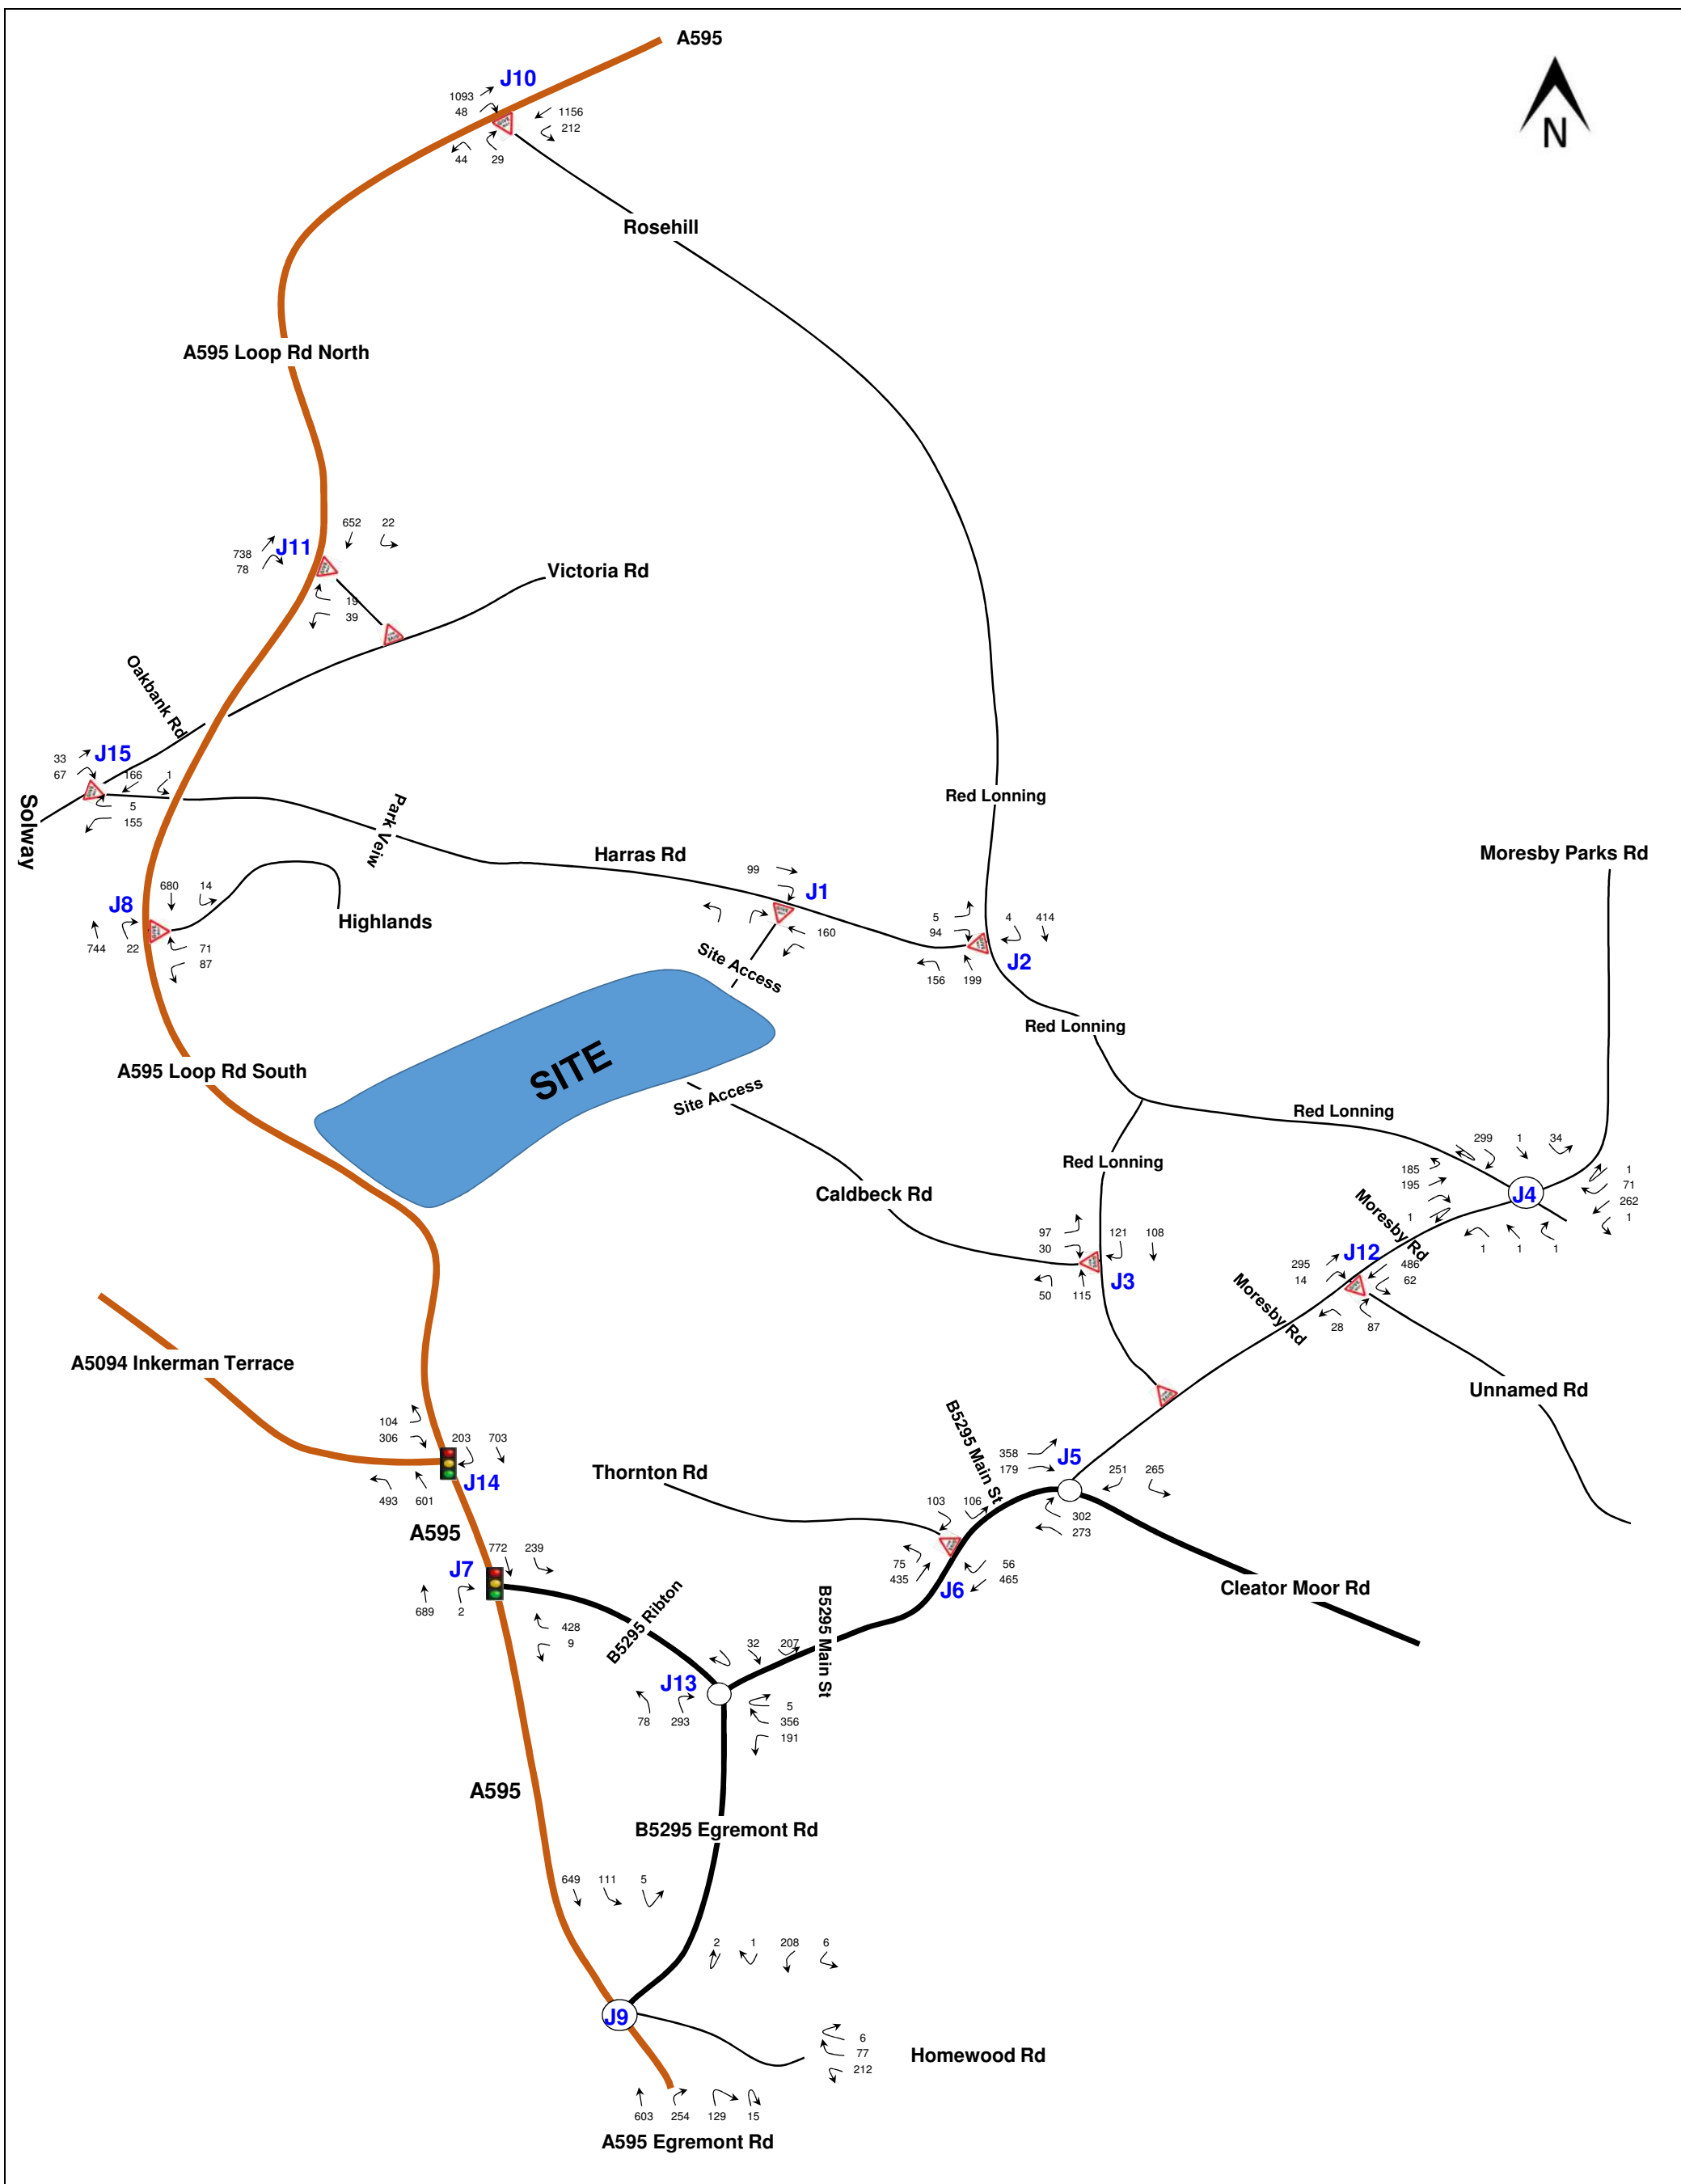 A595
J10
1093
48
1156
212
44 29
N
Rosehill
A595 Loop Rd North
652 22
738
78
J11
19
39
Victoria Rd
Oakbank Rd
J15
33
67
166 1
5
155
Solway
Park Veiw
Harras Rd
Red Lonning
Moresby Parks Rd
99
J1
160
Site Access
680 14
J8
744 22
71
87
Highlands
5
94
4 414
J2
156 199
Red Lonning
A595 Loop Rd South
SITE
Site Access
Red Lonning
299 1 34
185
195
1
J4
1
71
262
1
1 1 1
Red Lonning
Caldbeck Rd
97
30
121 108
J3
50 115
Moresby Rd
J12
295
14
486
62
28 87
Moresby Rd
Unnamed Rd
A5094 Inkerman Terrace
104
306
203 703
J14
493 601
A595
Thornton Rd
B5295 Main St
358
179
J5
251 265
302
273
103 106
75
435
J6
56
465
Cleator Moor Rd
772 239
J7
689 2
428
9
B5295 Ribton
B5295 Main St
32 207
J13
78 293
5
356
191
A595
B5295 Egremont Rd
649 111 5
2 1 208 6
J9
6
77
212
Homewood Rd
603 254 129 15
A595 Egremont Rd